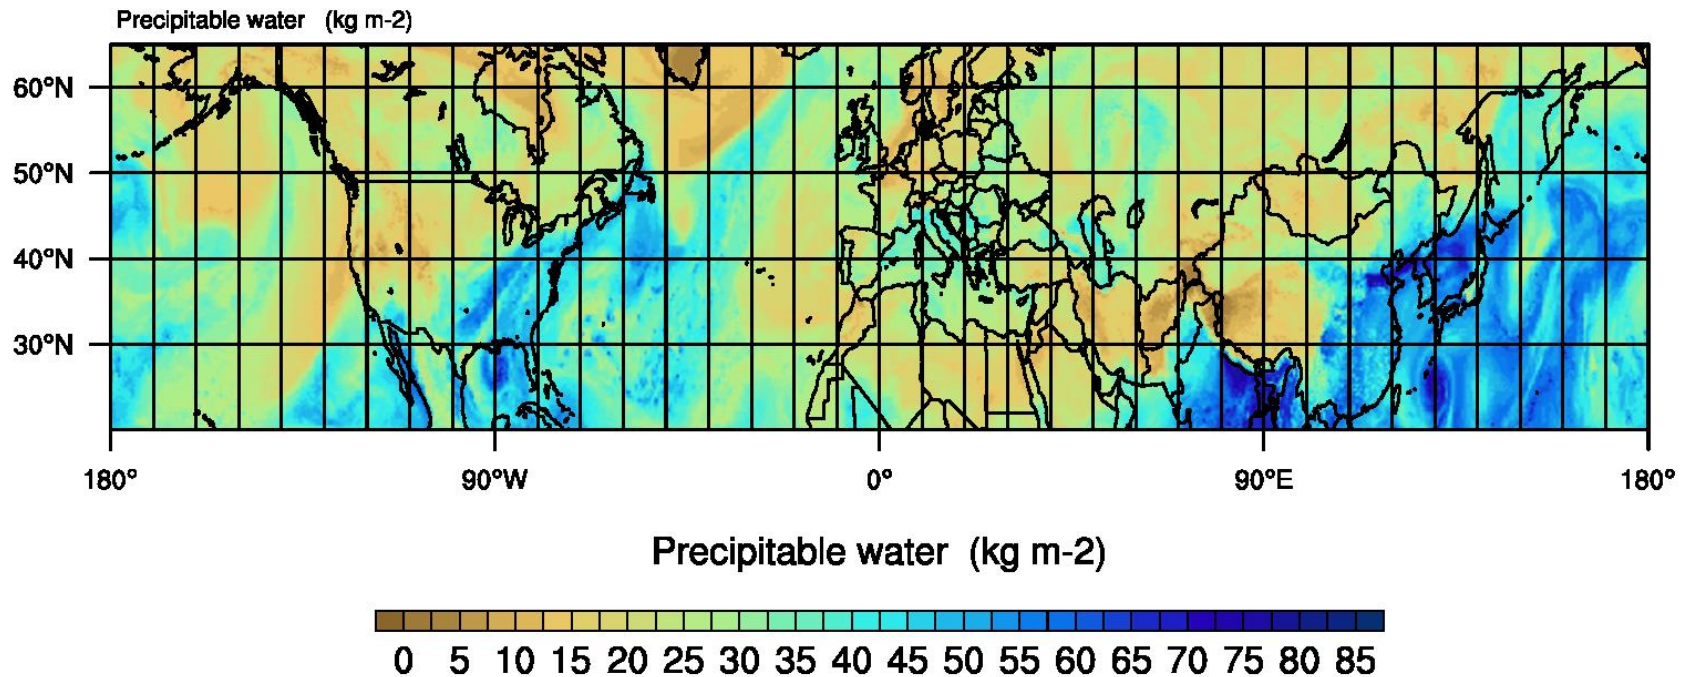 Precipitable water (kg m-2)
60°N
50°N
40°N
30°N
180° 90°W 0° 90°E 180°
Precipitable water (kg m-2)
0 5 10 15 20 25 30 35 40 45 50 55 60 65 70 75 80 85